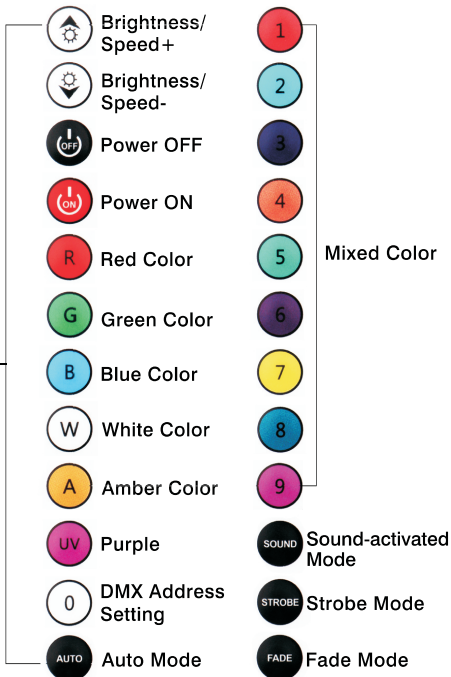 Brightness/
Speed+
Brightness/
Speed-
OFF
Power OFF
ON
Power ON
R
Red Color
G
Green Color
B
Blue Color
W
White Color
A
Amber Color
UV
Purple
0
DMX Address
Setting
AUTO
Auto Mode
1
2
3
4
5
6
7
8
9
Mixed Color
SOUND
Sound-activated
Mode
STROBE
Strobe Mode
FADE
Fade Mode